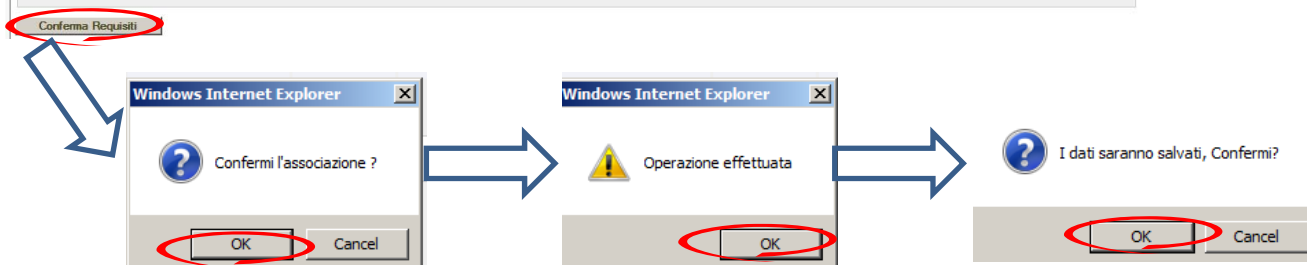 Conferma Requisiti
Windows Internet Explorer
Confermi l'associazione ?
OK
Cancel
Windows Internet Explorer
Operazione effettuata
OK
I dati saranno salvati, Confermi?
OK
Cancel